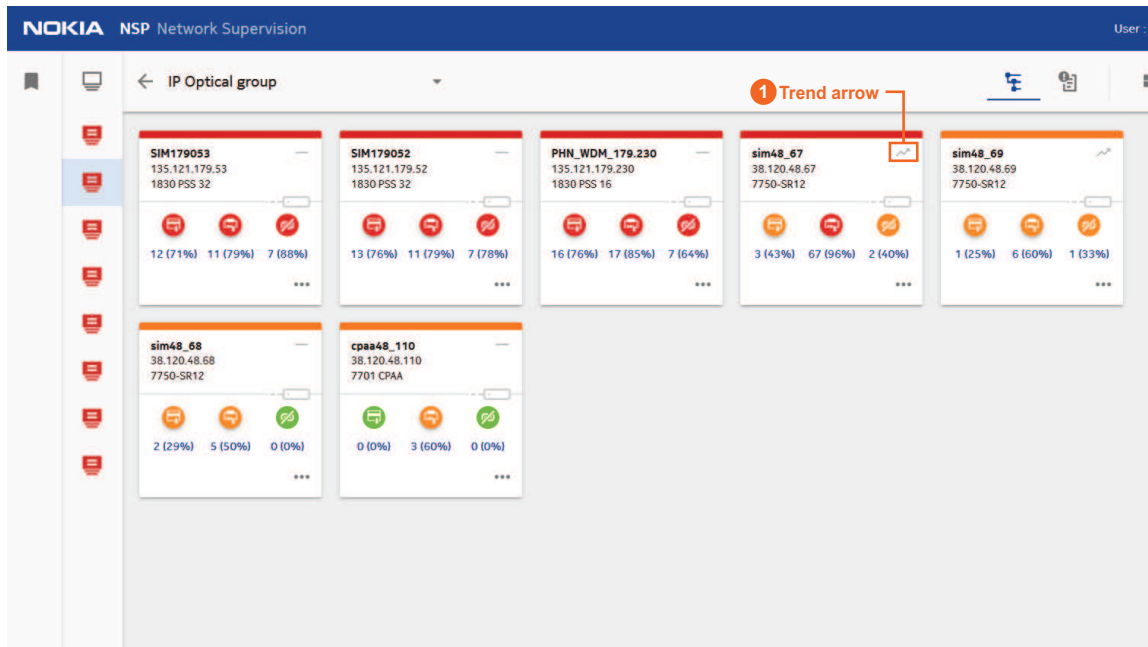 NOKIA NSP Network Supervision
User :
IP Optical group
1 Trend arrow
SIM179053
135.121.179.53
1830 PSS 32
12 (71%) 11 (79%) 7 (88%)
SIM179052
135.121.179.52
1830 PSS 32
13 (76%) 11 (79%) 7 (78%)
PHN_WDM_179.230
135.121.179.230
1830 PSS 16
16 (76%) 17 (85%) 7 (64%)
sim48_67
38.120.48.67
7750-SR12
3 (43%) 67 (96%) 2 (40%)
sim48_69
38.120.48.69
7750-SR12
1 (25%) 6 (60%) 1 (33%)
sim48_68
38.120.48.68
7750-SR12
2 (29%) 5 (50%) 0 (0%)
cpaa48_110
38.120.48.110
7701 CPAA
0 (0%) 3 (60%) 0 (0%)